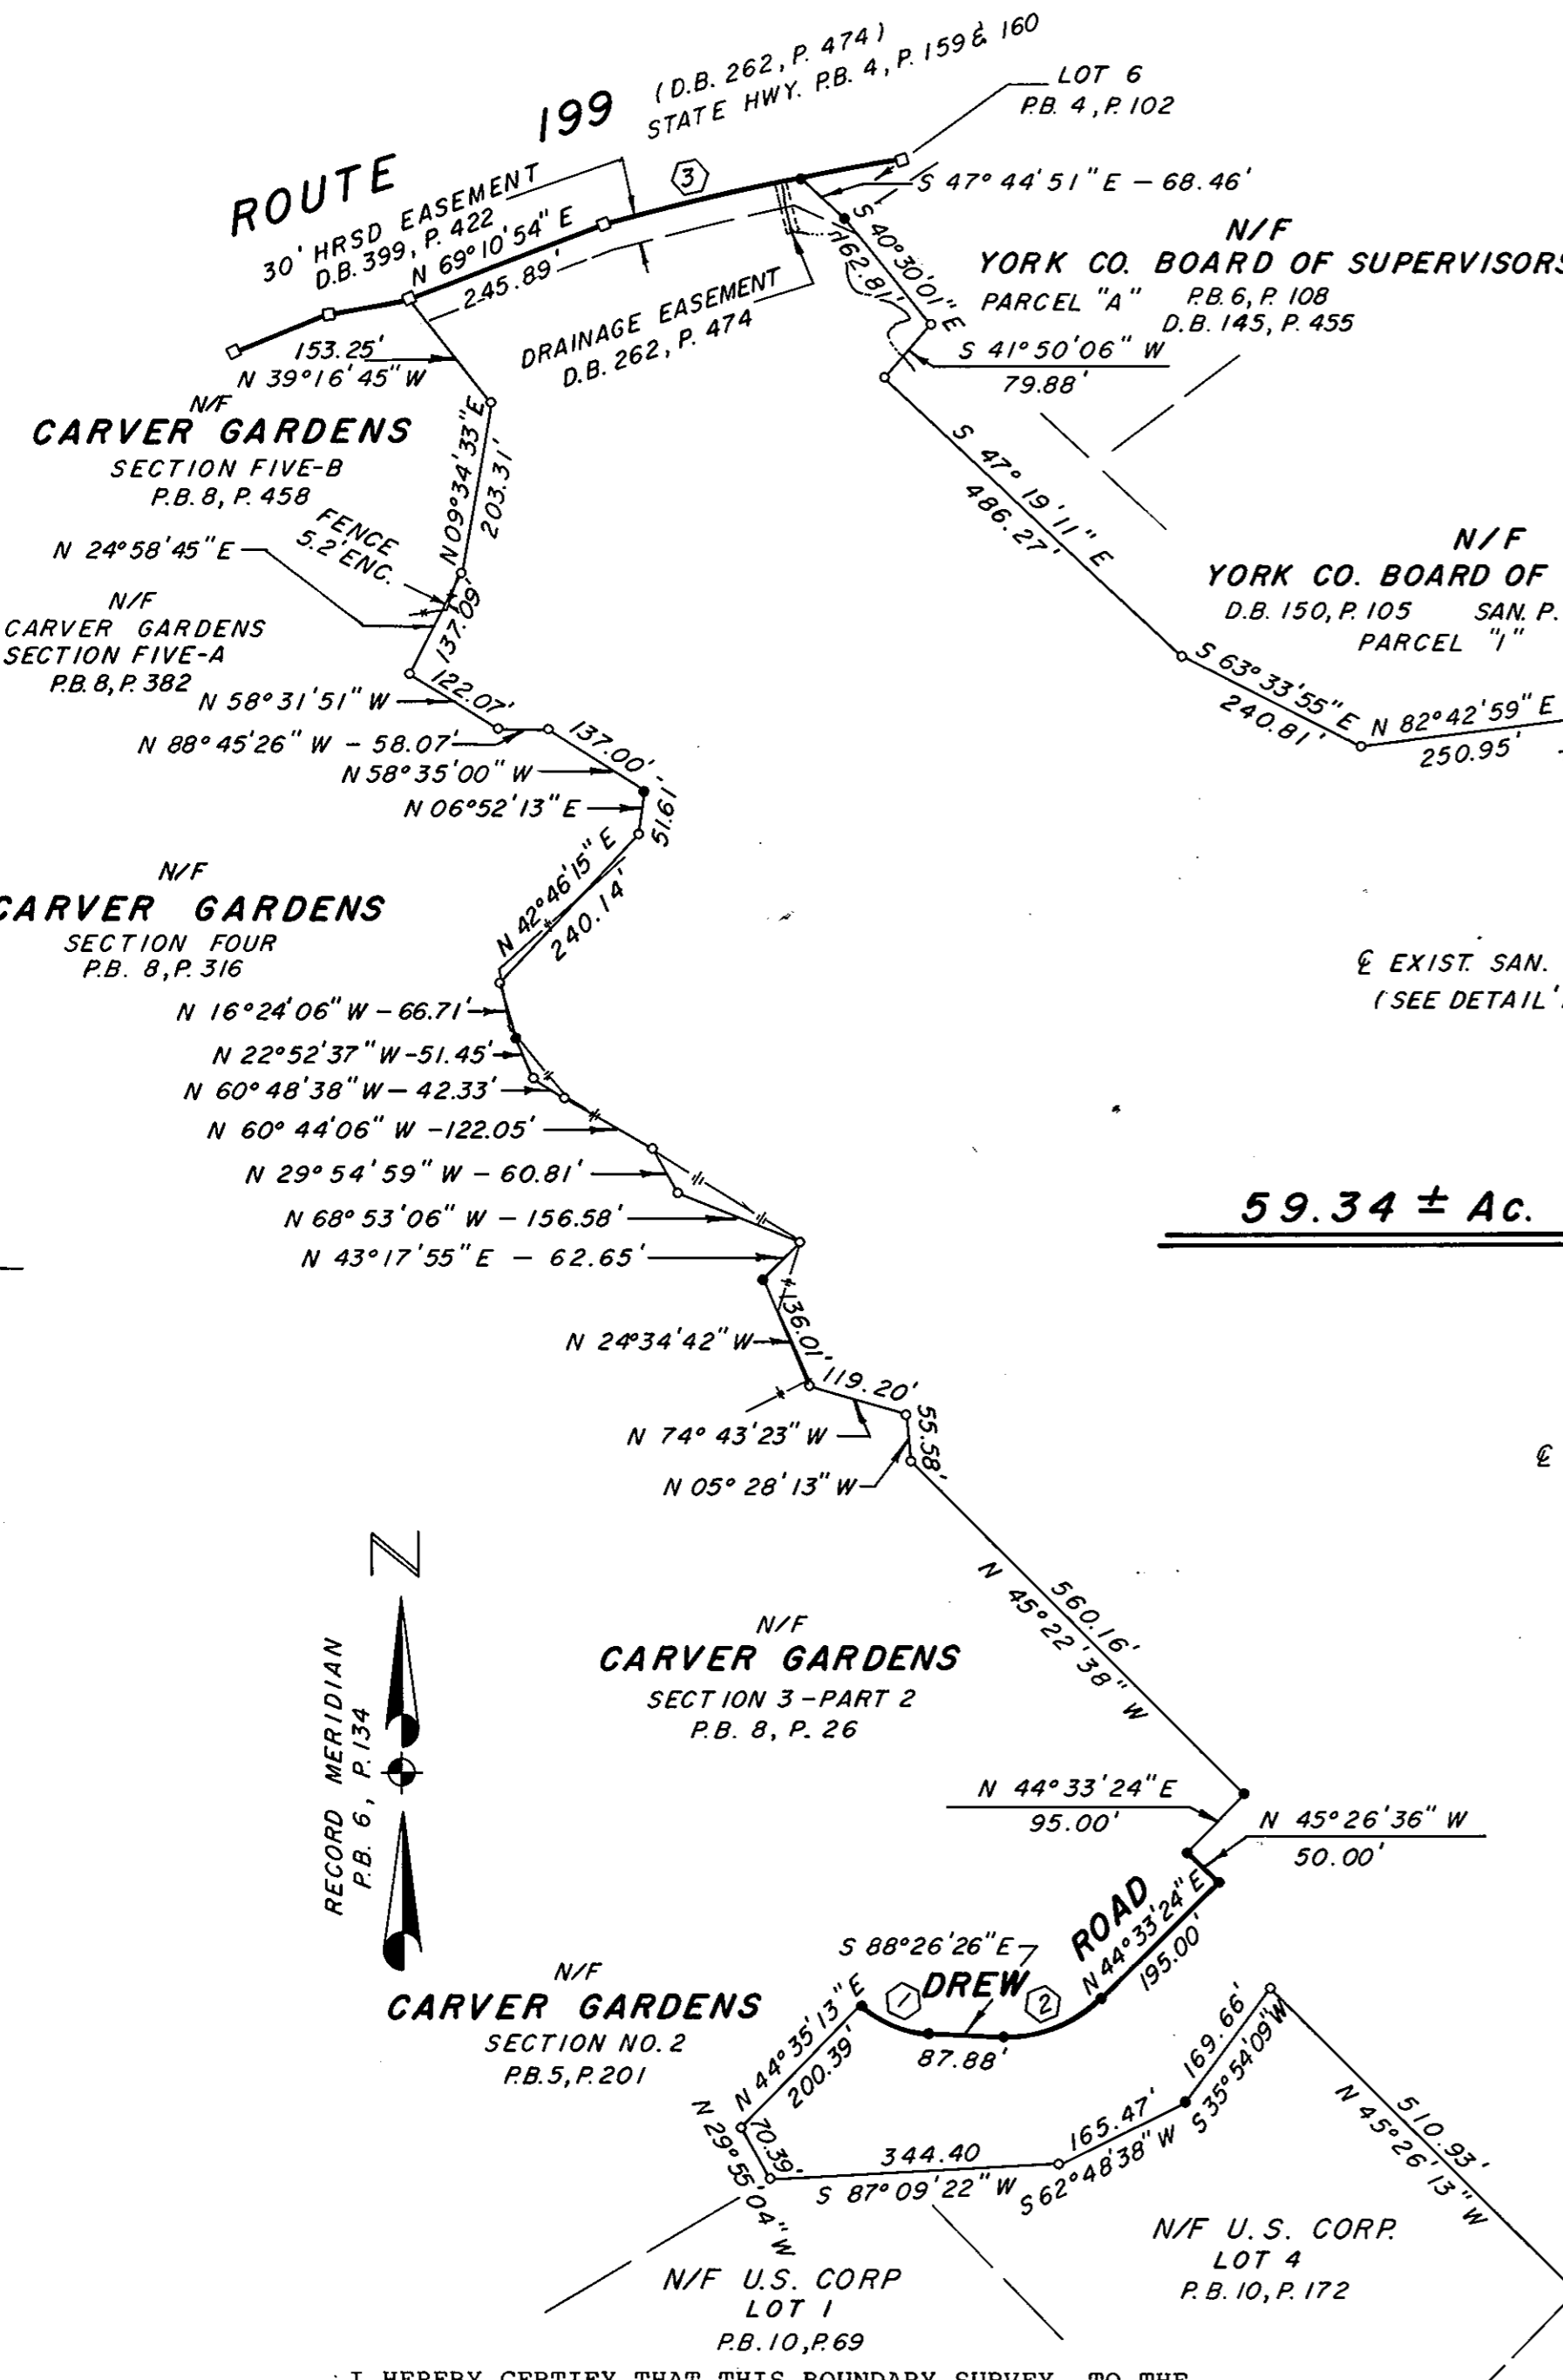 ROUTE 199
(D.B. 262, P. 474)
STATE HWY. P.B. 4, P. 159 & 160
LOT 6
P.B. 4, P. 102
30' HRSD EASEMENT
D.B. 399, P. 422
N 69°10'54" E
245.89'
3
S 47°44'51" E – 68.46'
S 40°30'01" E
162.81'
N/F
YORK CO. BOARD OF SUPERVISORS
PARCEL "A" P.B. 6, P. 108
D.B. 145, P. 455
DRAINAGE EASEMENT
D.B. 262, P. 474
S 41°50'06" W
79.88'
153.25'
N 39°16'45" W
N/F
CARVER GARDENS
SECTION FIVE-B
P.B. 8, P. 458
N 09°34'33" E
203.31'
FENCE
5.2' ENC.
N 24°58'45" E
137.09'
S 47°19'11" E
486.27'
N/F
YORK CO. BOARD OF
D.B. 150, P. 105 SAN. P.
PARCEL "1"
N/F
CARVER GARDENS
SECTION FIVE-A
P.B. 8, P. 382
S 63°33'55" E
240.81'
N 82°42'59" E
250.95'
122.07'
N 58°31'51" W
N 88°45'26" W – 58.07'
137.00'
N 58°35'00" W
N 06°52'13" E
51.61'
N 42°46'15" E
240.14'
N/F
CARVER GARDENS
SECTION FOUR
P.B. 8, P. 316
℄ EXIST. SAN.
(SEE DETAIL
N 16°24'06" W – 66.71'
N 22°52'37" W – 51.45'
N 60°48'38" W – 42.33'
N 60°44'06" W – 122.05'
N 29°54'59" W – 60.81'
N 68°53'06" W – 156.58'
N 43°17'55" E – 62.65'
59.34 ± Ac.
136.01'
N 24°34'42" W
119.20'
N 74°43'23" W
55.58'
N 05°28'13" W
℄
N
RECORD MERIDIAN
P.B. 6, P. 134
560.16'
N 45°22'38" W
N/F
CARVER GARDENS
SECTION 3 – PART 2
P.B. 8, P. 26
N 44°33'24" E
95.00'
N 45°26'36" W
50.00'
DREW ROAD
N 44°33'24" E
195.00'
S 88°26'26" E
1
2
87.88'
N/F
CARVER GARDENS
SECTION NO. 2
P.B. 5, P. 201
N 44°35'13" E
200.39'
N 29°55'04" W
70.39'
344.40
S 87°09'22" W
165.47'
S 62°48'38" W
169.66'
S 35°54'09" W
510.93'
N 45°26'13" W
N/F U.S. CORP.
LOT 4
P.B. 10, P. 172
N/F U.S. CORP
LOT 1
P.B. 10, P. 69
I HEREBY CERTIFY THAT THIS BOUNDARY SURVEY, TO THE